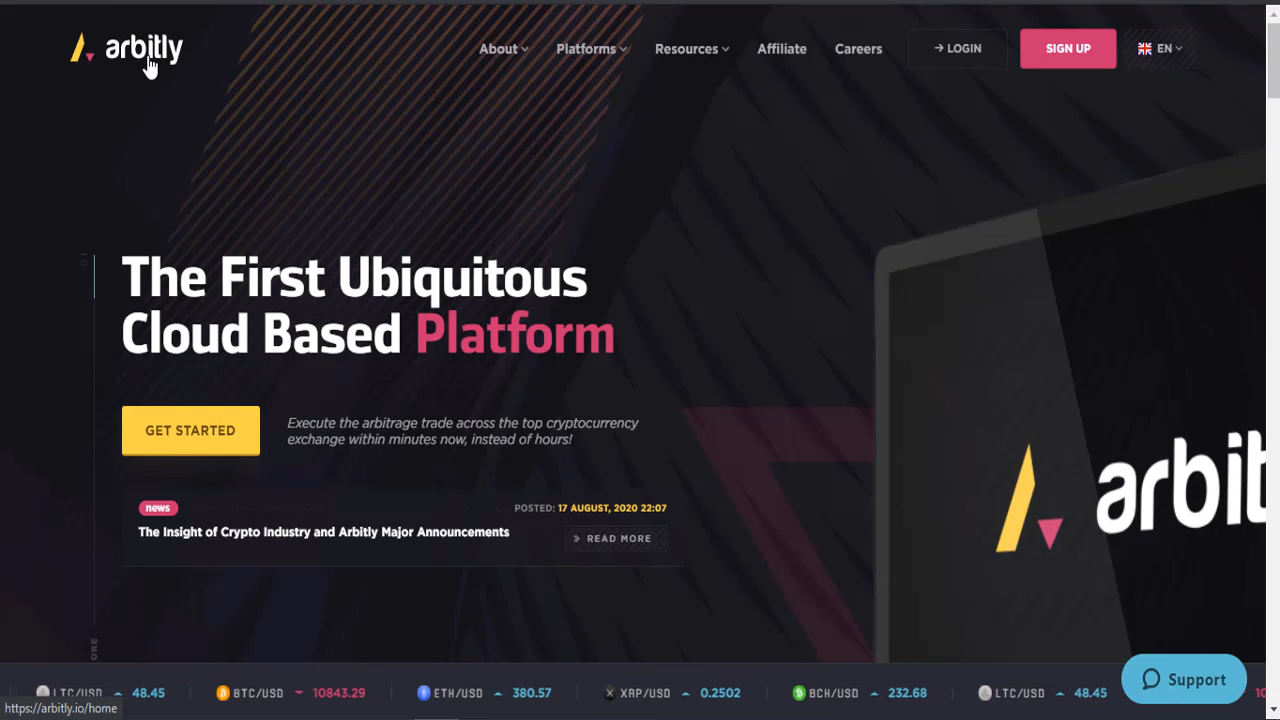 arbitly
About
Platforms
Resources
Affiliate
Careers
LOGIN
SIGN UP
EN
The First Ubiquitous
Cloud Based Platform
GET STARTED
Execute the arbitrage trade across the top cryptocurrency
exchange within minutes now, instead of hours!
news
POSTED: 17 AUGUST, 2020 22:07
The Insight of Crypto Industry and Arbitly Major Announcements
READ MORE
arbit
ORE
LTC/USD 48.45
BTC/USD 10843.29
ETH/USD 380.57
XRP/USD 0.2502
BCH/USD 232.68
LTC/USD 48.45
Support
https://arbitly.io/home